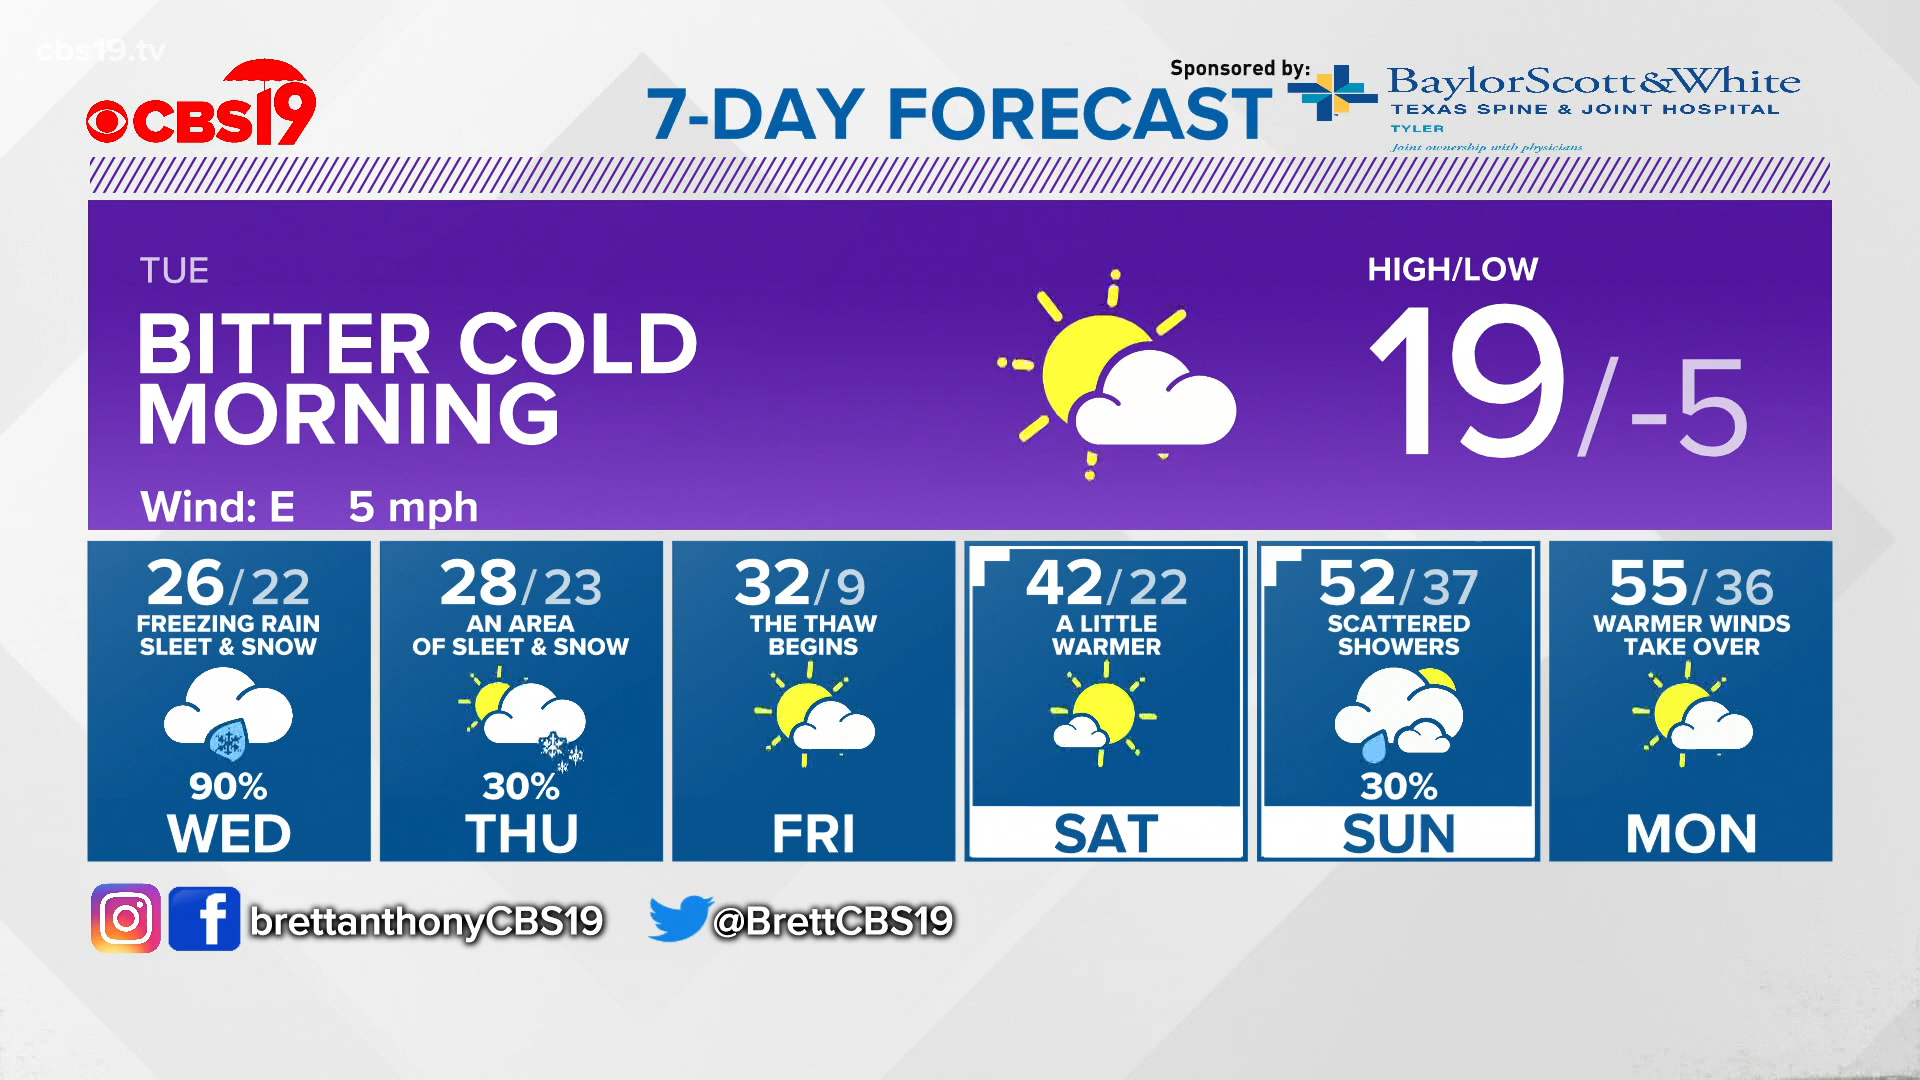 cbs19.tv
CBS19
7-DAY FORECAST
Sponsored by:
BaylorScott&White
TEXAS SPINE & JOINT HOSPITAL
TYLER
Joint ownership with physicians
TUE
BITTER COLD
MORNING
Wind: E 5 mph
HIGH/LOW
19/-5
26/22
FREEZING RAIN
SLEET & SNOW
90%
WED
28/23
AN AREA
OF SLEET & SNOW
30%
THU
32/9
THE THAW
BEGINS
FRI
42/22
A LITTLE
WARMER
SAT
52/37
SCATTERED
SHOWERS
30%
SUN
55/36
WARMER WINDS
TAKE OVER
MON
brettanthonyCBS19
@BrettCBS19